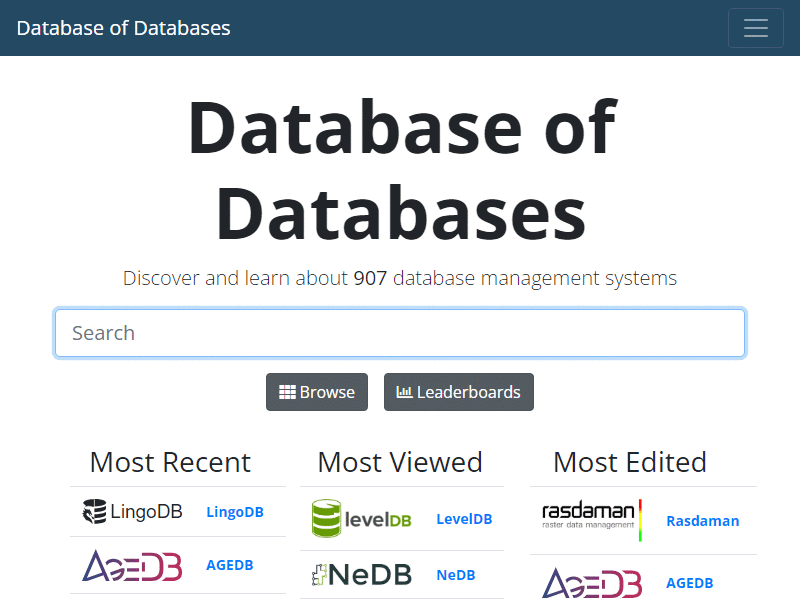 Database of Databases
Database of
Databases
Discover and learn about 907 database management systems
Search
Browse
Leaderboards
Most Recent
LingoDB LingoDB
AGEDB AGEDB
Most Viewed
levelDB LevelDB
NeDB NeDB
Most Edited
rasdaman
raster data management
Rasdaman
AGEDB AGEDB